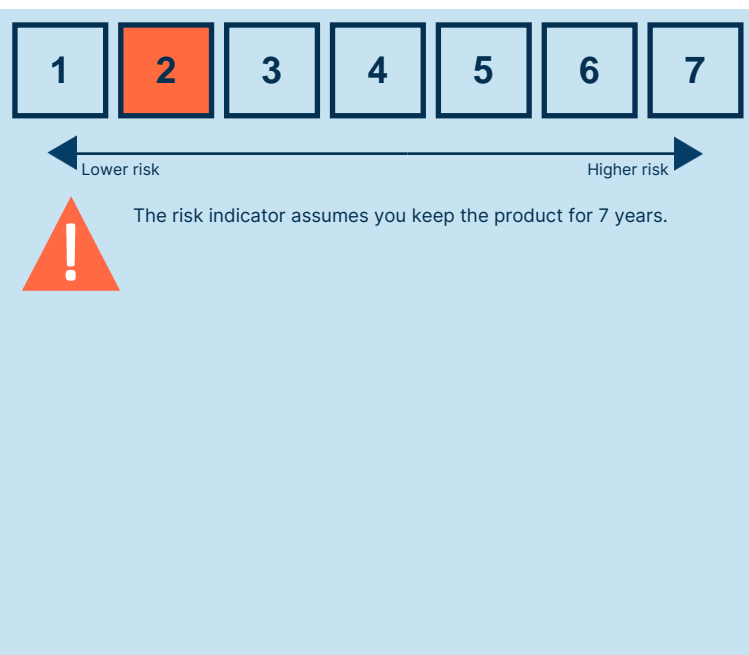 1 2 3 4 5 6 7
Lower risk Higher risk
The risk indicator assumes you keep the product for 7 years.
!